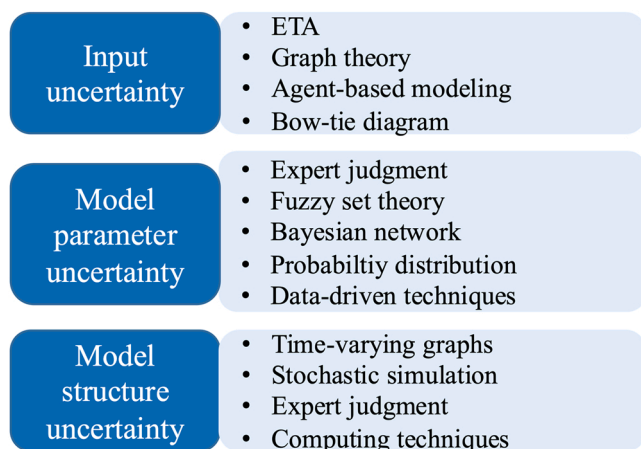 Input
uncertainty
• ETA
• Graph theory
• Agent-based modeling
• Bow-tie diagram
Model
parameter
uncertainty
• Expert judgment
• Fuzzy set theory
• Bayesian network
• Probabiltiy distribution
• Data-driven techniques
Model
structure
uncertainty
• Time-varying graphs
• Stochastic simulation
• Expert judgment
• Computing techniques